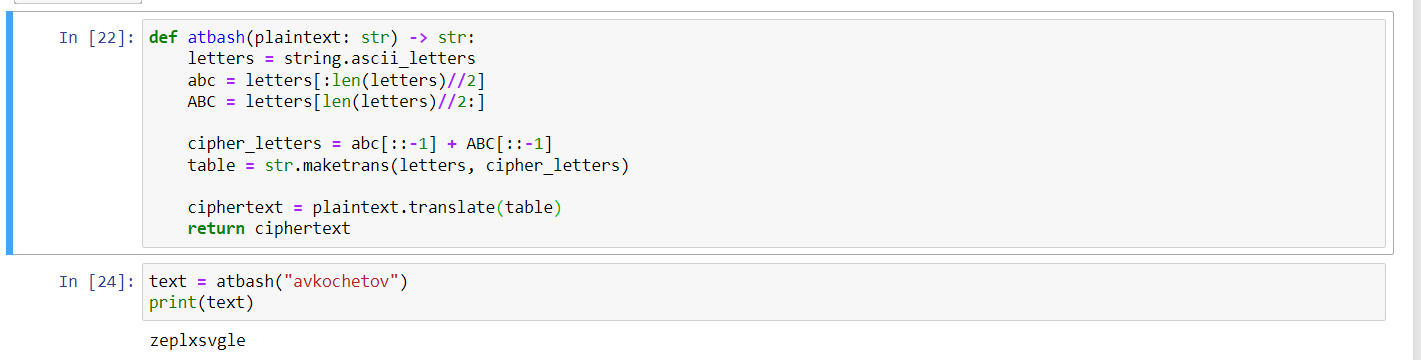 In [22]: def atbash(plaintext: str) -> str:
    letters = string.ascii_letters
    abc = letters[:len(letters)//2]
    ABC = letters[len(letters)//2:]

    cipher_letters = abc[::-1] + ABC[::-1]
    table = str.maketrans(letters, cipher_letters)

    ciphertext = plaintext.translate(table)
    return ciphertext
In [24]: text = atbash("avkochetov")
print(text)
zeplxsvgle